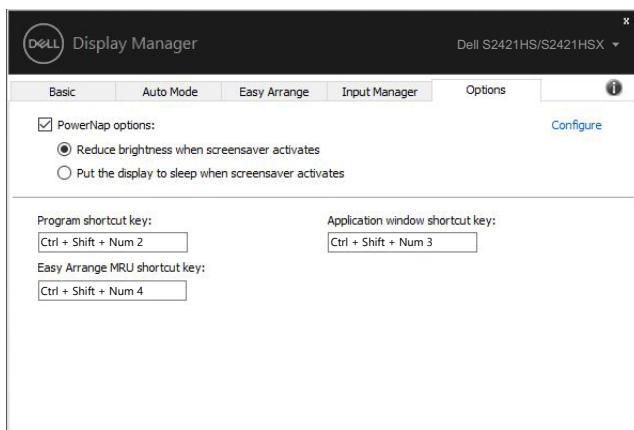 x
DELL Display Manager Dell S2421HS/S2421HSX
Basic Auto Mode Easy Arrange Input Manager Options i
PowerNap options: Configure
Reduce brightness when screensaver activates
Put the display to sleep when screensaver activates
Program shortcut key: Application window shortcut key:
Ctrl + Shift + Num 2 Ctrl + Shift + Num 3
Easy Arrange MRU shortcut key:
Ctrl + Shift + Num 4